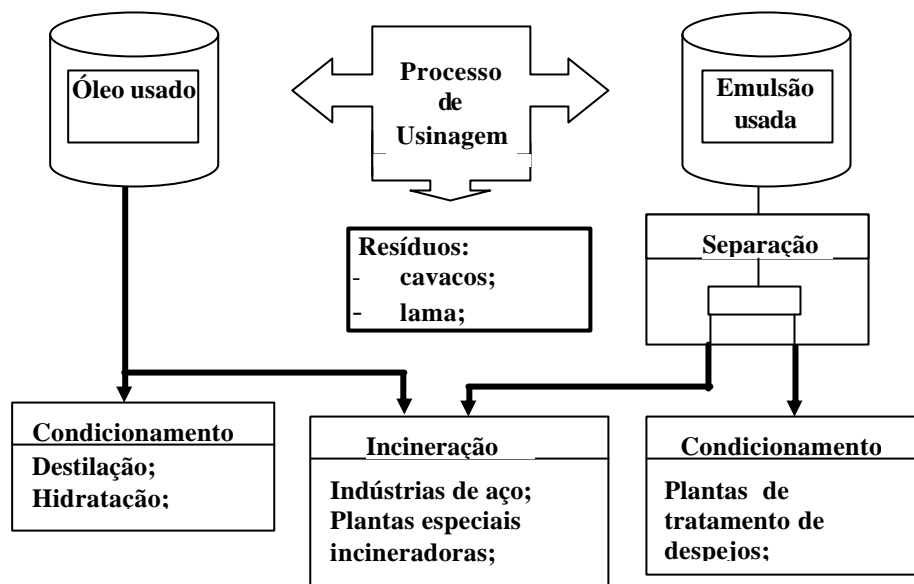 Óleo usado
Processo
de
Usinagem
Emulsão
usada
Resíduos:
- cavacos;
- lama;
Separação
Condicionamento
Destilação;
Hidratação;
Incineração
Indústrias de aço;
Plantas especiais
incineradoras;
Condicionamento
Plantas de
tratamento de
despejos;